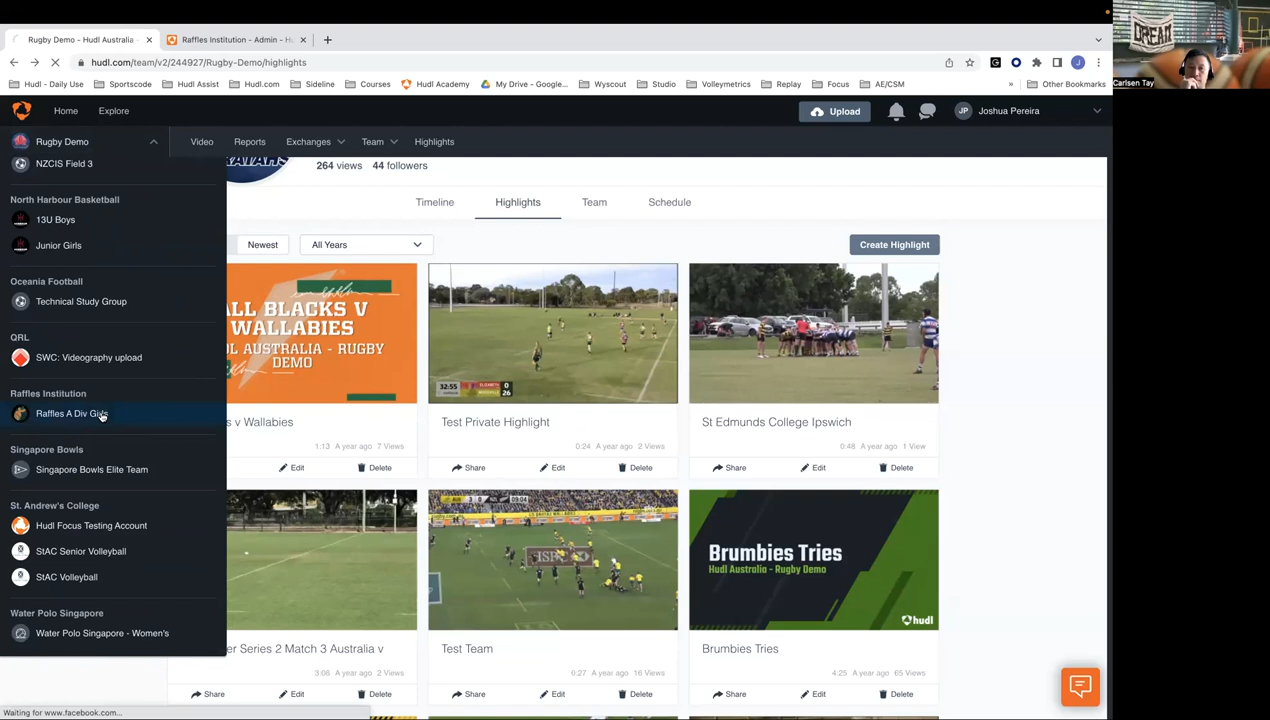 Rugby Demo - Hudl Australia
Raffles Institution - Admin - H
hudl.com/team/v2/244927/Rugby-Demo/highlights
Hudl - Daily Use Sportscode Hudl Assist Hudl.com Sideline Courses Hudl Academy My Drive - Google... Wyscout Studio Volleymetrics Replay Focus AE/CSM » Other Bookmarks
Carlsen Tay
Home Explore Upload JP Joshua Pereira
Rugby Demo Video Reports Exchanges Team Highlights
NZCIS Field 3
264 views 44 followers
North Harbour Basketball
13U Boys
Junior Girls
Oceania Football
Technical Study Group
QRL
SWC: Videography upload
Raffles Institution
Raffles A Div Girls
Singapore Bowls
Singapore Bowls Elite Team
St. Andrew's College
Hudl Focus Testing Account
StAC Senior Volleyball
StAC Volleyball
Water Polo Singapore
Water Polo Singapore - Women's
Timeline Highlights Team Schedule
Newest All Years Create Highlight
ALL BLACKS V
WALLABIES
HUDL AUSTRALIA - RUGBY
DEMO
32:55 0
26
s v Wallabies Test Private Highlight St Edmunds College Ipswich
1:13 A year ago 7 Views 0:24 A year ago 2 Views 0:46 A year ago 1 View
Edit Delete Share Edit Delete Share Edit Delete
09:04
Brumbies Tries
Hudl Australia - Rugby Demo
hudl
er Series 2 Match 3 Australia v Test Team Brumbies Tries
3:06 A year ago 2 Views 6:27 A year ago 16 Views 4:25 A year ago 65 Views
Share Edit Delete Share Edit Delete Share Edit Delete
Waiting for www.facebook.com...